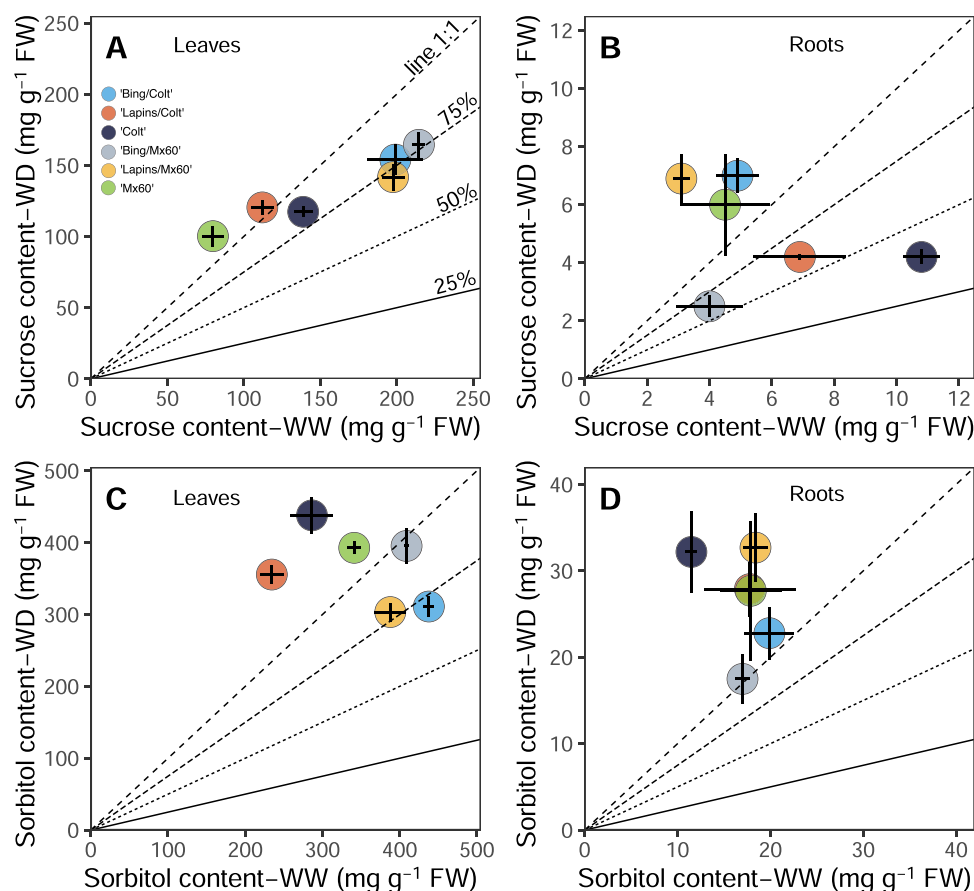 A Leaves
line 1:1
75%
50%
25%
'Bing/Colt'
'Lapins/Colt'
'Colt'
'Bing/Mx60'
'Lapins/Mx60'
'Mx60'
250
200
150
100
50
0
0 50 100 150 200 250
Sucrose content–WD (mg g⁻¹ FW)
Sucrose content–WW (mg g⁻¹ FW)
B Roots
12
10
8
6
4
2
0
0 2 4 6 8 10 12
Sucrose content–WD (mg g⁻¹ FW)
Sucrose content–WW (mg g⁻¹ FW)
C Leaves
500
400
300
200
100
0
0 100 200 300 400 500
Sorbitol content–WD (mg g⁻¹ FW)
Sorbitol content–WW (mg g⁻¹ FW)
D Roots
40
30
20
10
0
0 10 20 30 40
Sorbitol content–WD (mg g⁻¹ FW)
Sorbitol content–WW (mg g⁻¹ FW)